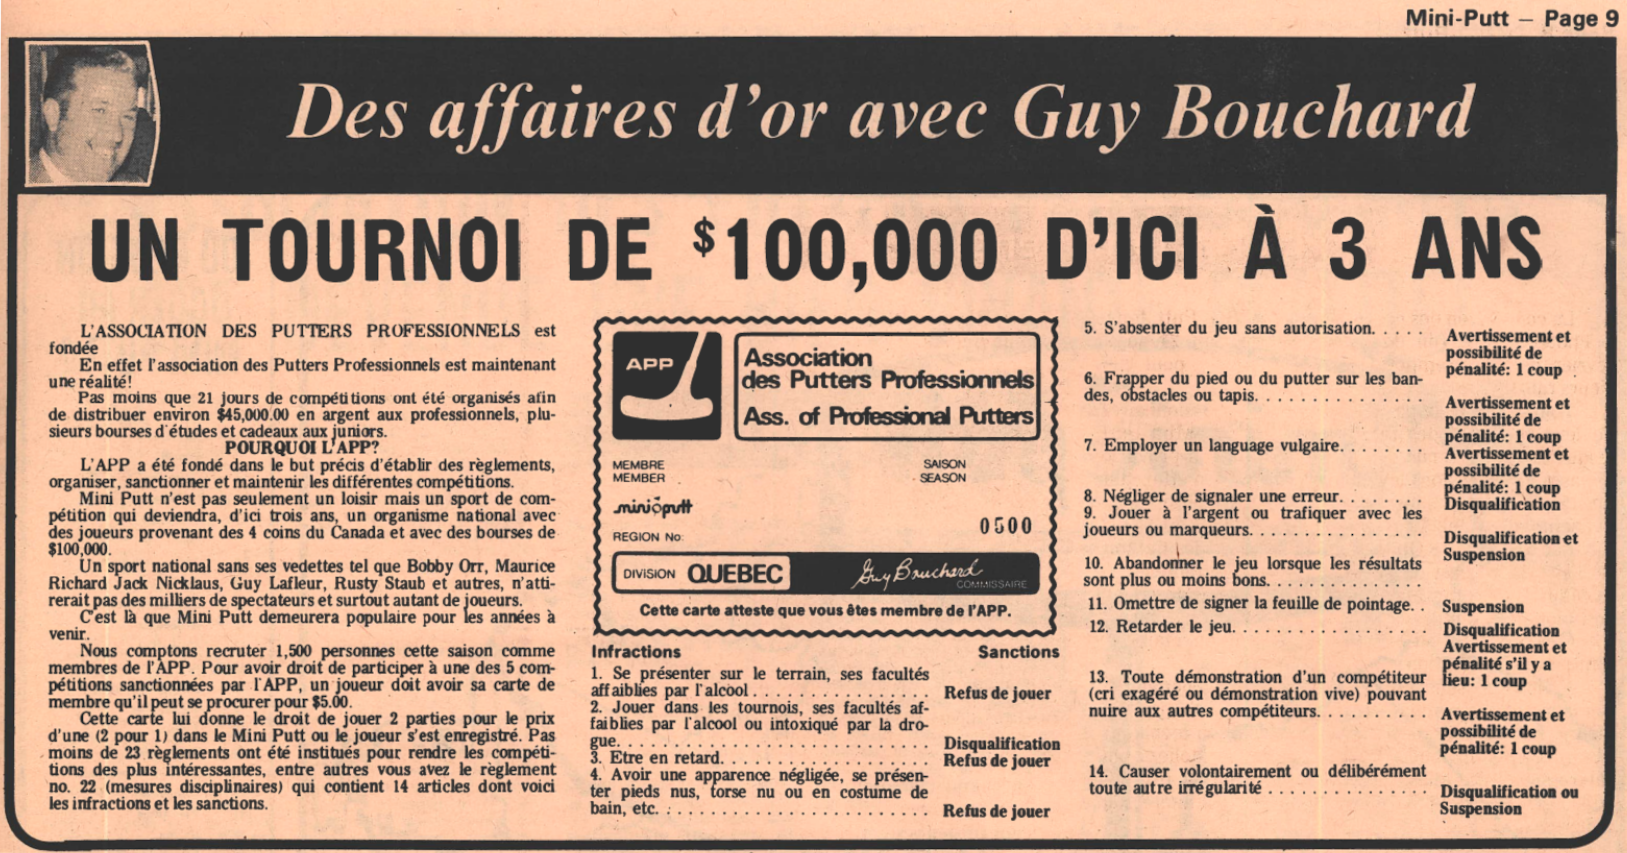 Mini-Putt — Page 9
Des affaires d'or avec Guy Bouchard
UN TOURNOI DE $100,000 D'ICI À 3 ANS
L'ASSOCIATION DES PUTTERS PROFESSIONNELS est
fondée
En effet l'association des Putters Professionnels est maintenant
une réalité!
Pas moins que 21 jours de compétitions ont été organisés afin
de distribuer environ $45,000.00 en argent aux professionnels, plu-
sieurs bourses d'études et cadeaux aux juniors.
POURQUOI L'APP?
L'APP a été fondé dans le but précis d'établir des règlements,
organiser, sanctionner et maintenir les différentes compétitions.
Mini Putt n'est pas seulement un loisir mais un sport de com-
pétition qui deviendra, d'ici trois ans, un organisme national avec
des joueurs provenant des 4 coins du Canada et avec des bourses de
$100,000.
Un sport national sans ses vedettes tel que Bobby Orr, Maurice
Richard Jack Nicklaus, Guy Lafleur, Rusty Staub et autres, n'atti-
rerait pas des milliers de spectateurs et surtout autant de joueurs.
C'est là que Mini Putt demeurera populaire pour les années à
venir.
Nous comptons recruter 1,500 personnes cette saison comme
membres de l'APP. Pour avoir droit de participer à une des 5 com-
pétitions sanctionnées par l'APP, un joueur doit avoir sa carte de
membre qu'il peut se procurer pour $5.00.
Cette carte lui donne le droit de jouer 2 parties pour le prix
d'une (2 pour 1) dans le Mini Putt ou le joueur s'est enregistré. Pas
moins de 23 règlements ont été institués pour rendre les compéti-
tions des plus intéressantes, entre autres vous avez le règlement
no. 22 (mesures disciplinaires) qui contient 14 articles dont voici
les infractions et les sanctions.
APP
Association
des Putters Professionnels
Ass. of Professional Putters
MEMBRE
MEMBER
SAISON
SEASON
mini-putt
0500
REGION No:
DIVISION QUEBEC
Guy Bouchard
COMMISSAIRE
Cette carte atteste que vous êtes membre de l'APP.
Infractions Sanctions
1. Se présenter sur le terrain, ses facultés
affaiblies par l'alcool . . . . . . . . . . . . . . . . . . . . Refus de jouer
2. Jouer dans les tournois, ses facultés af-
faiblies par l'alcool ou intoxiqué par la dro-
gue. . . . . . . . . . . . . . . . . . . . . . . . . . . . . Disqualification
3. Etre en retard. . . . . . . . . . . . . . . . . . . . Refus de jouer
4. Avoir une apparence négligée, se présen-
ter pieds nus, torse nu ou en costume de
bain, etc. . . . . . . . . . . . . . . . . . . . . . . . . . Refus de jouer
5. S'absenter du jeu sans autorisation. . . . . Avertissement et
possibilité de
pénalité: 1 coup
6. Frapper du pied ou du putter sur les ban-
des, obstacles ou tapis. . . . . . . . . . . . . . . . Avertissement et
possibilité de
pénalité: 1 coup
7. Employer un language vulgaire. . . . . . . . Avertissement et
possibilité de
pénalité: 1 coup
8. Négliger de signaler une erreur. . . . . . . . Disqualification
9. Jouer à l'argent ou trafiquer avec les
joueurs ou marqueurs. . . . . . . . . . . . . . . . Disqualification et
Suspension
10. Abandonner le jeu lorsque les résultats
sont plus ou moins bons. . . . . . . . . . . . . . .
11. Omettre de signer la feuille de pointage. . Suspension
12. Retarder le jeu. . . . . . . . . . . . . . . . . . Disqualification
Avertissement et
pénalité s'il y a
lieu: 1 coup
13. Toute démonstration d'un compétiteur
(cri exagéré ou démonstration vive) pouvant
nuire aux autres compétiteurs. . . . . . . . . . . Avertissement et
possibilité de
pénalité: 1 coup
14. Causer volontairement ou délibérément
toute autre irrégularité . . . . . . . . . . . . . . . Disqualification ou
Suspension